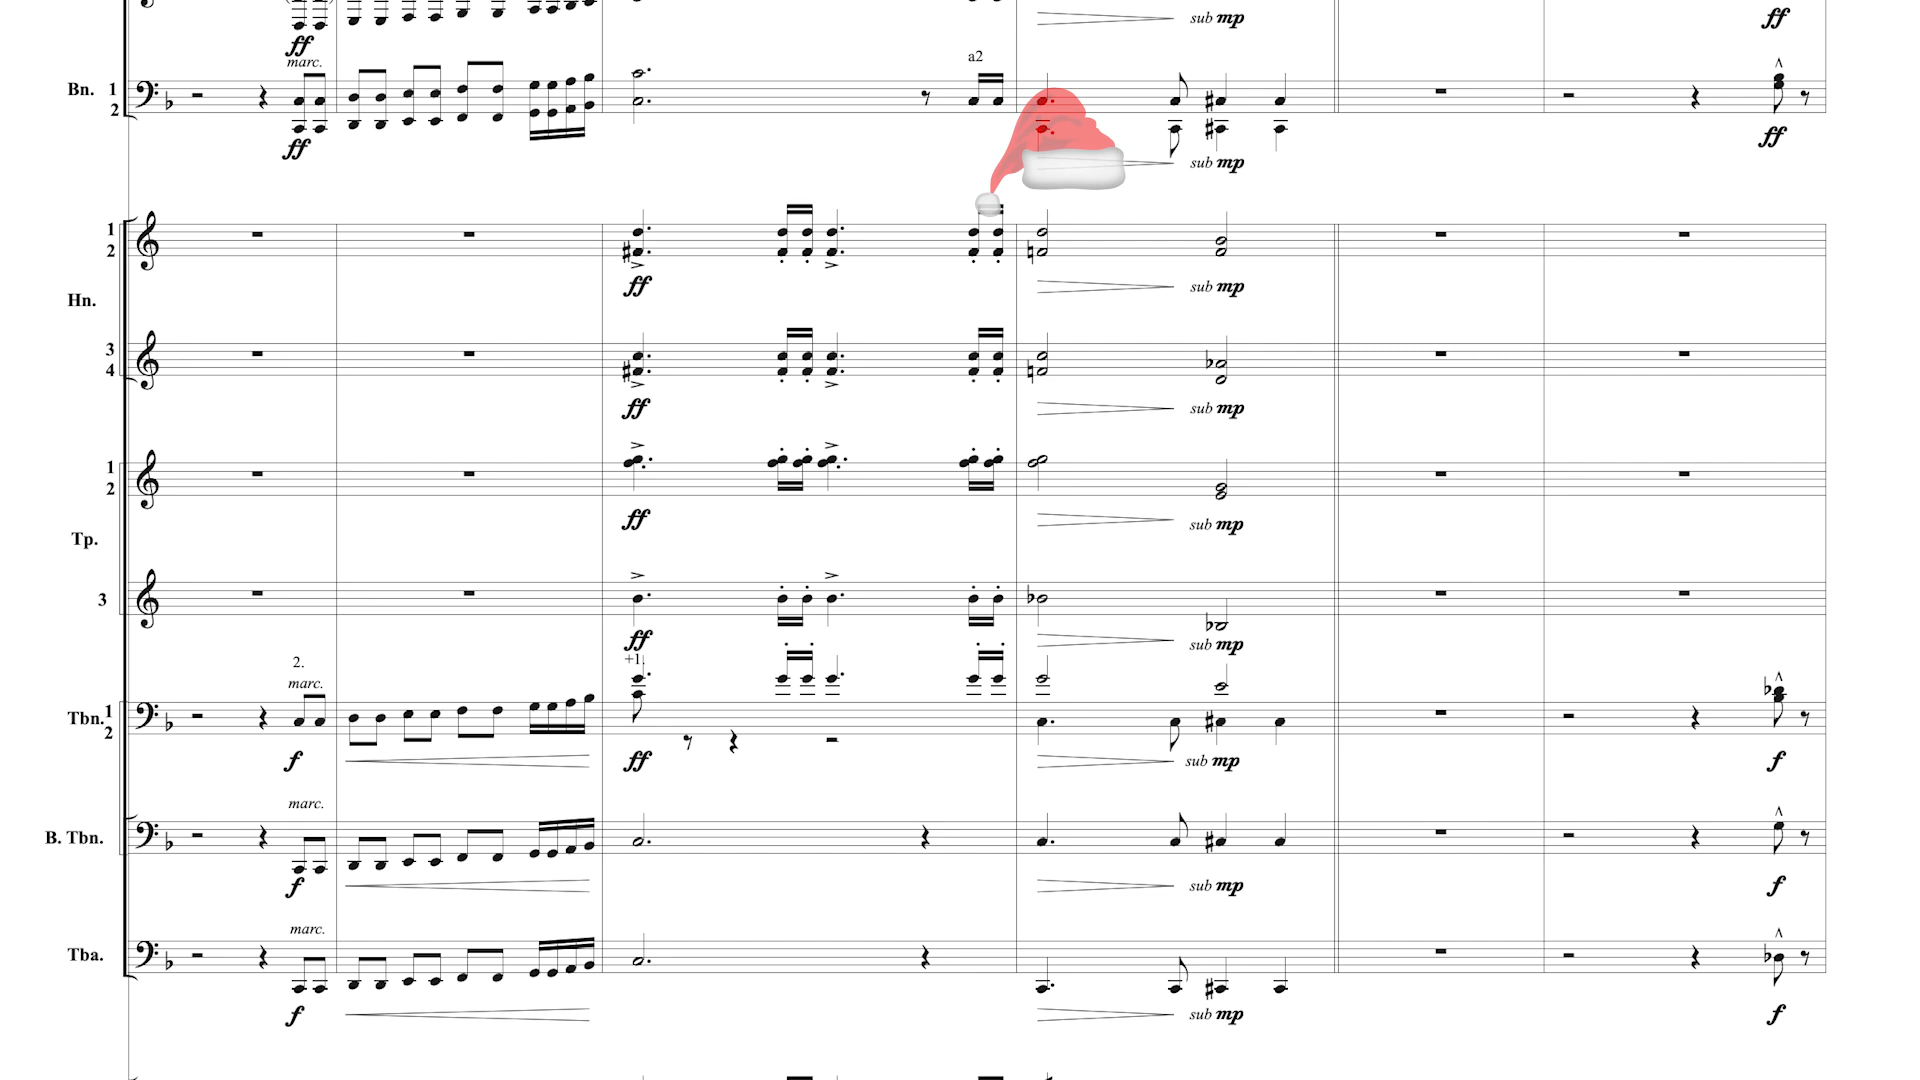 sub mp ff
ff
marc. a2
Bn. 1
2
ff sub mp ff
1
2
ff sub mp
Hn.
3
4
ff sub mp
1
2
ff sub mp
Tp.
3
ff sub mp
2. +1.
marc.
Tbn. 1
2
f ff sub mp f
marc.
B. Tbn.
f sub mp f
marc.
Tba.
f sub mp f